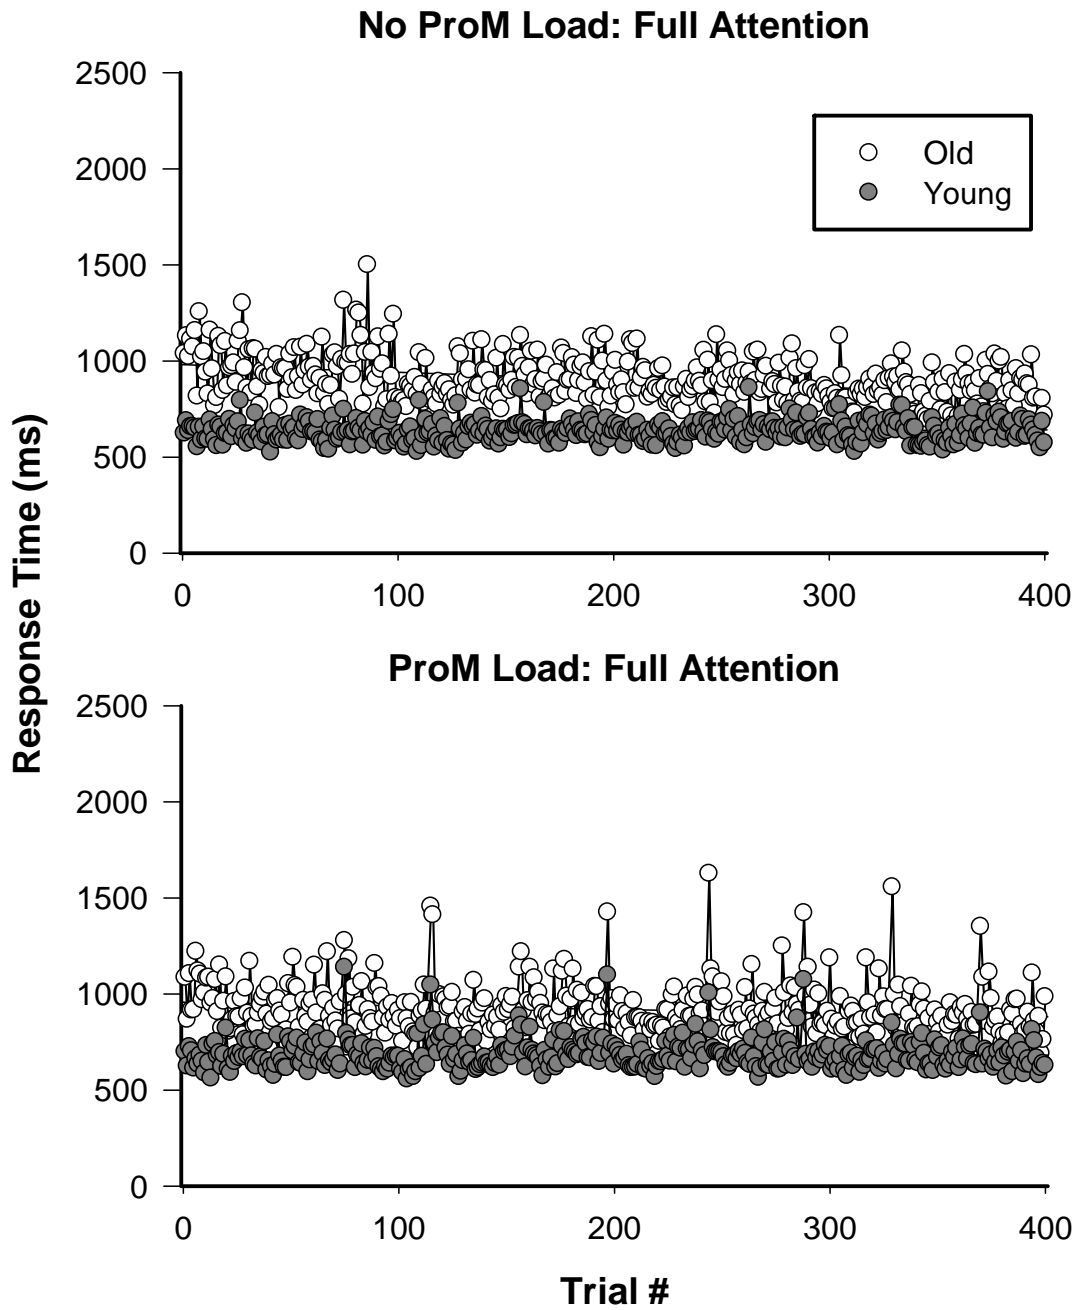 No ProM Load: Full Attention
2500
2000
1500
1000
500
0
0 100 200 300 400
Old
Young
Response Time (ms)
ProM Load: Full Attention
2500
2000
1500
1000
500
0
0 100 200 300 400
Trial #